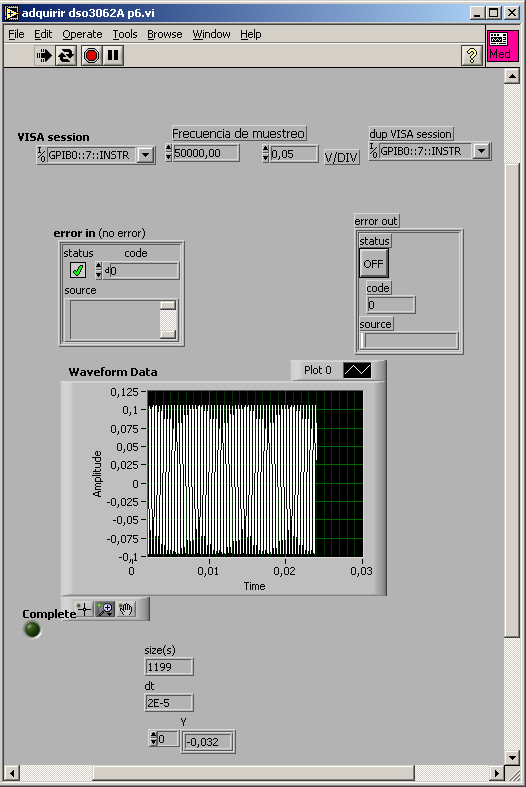 adquirir dso3062A p6.vi
File Edit Operate Tools Browse Window Help
? Med
VISA session
Frecuencia de muestreo
dup VISA session
GPIB0::7::INSTR
50000,00
0,05
V/DIV
GPIB0::7::INSTR
error in (no error)
status code
d0
source
error out
status
OFF
code
0
source
Waveform Data
Plot 0
0,125
0,1
0,075
0,05
0,025
0
-0,025
-0,05
-0,075
-0,1
Amplitude
0 0,01 0,02 0,03
Time
Complete
size(s)
1199
dt
2E-5
Y
0 -0,032